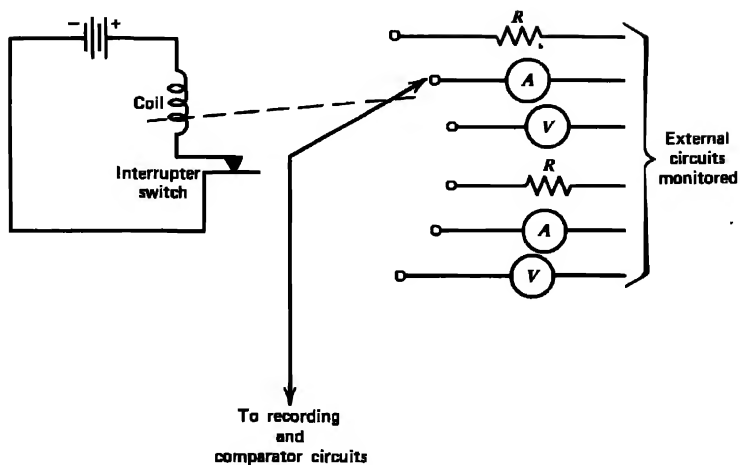 − +
R
Coil
A
V
Interrupter
switch
External
circuits
monitored
R
A
V
To recording
and
comparator circuits